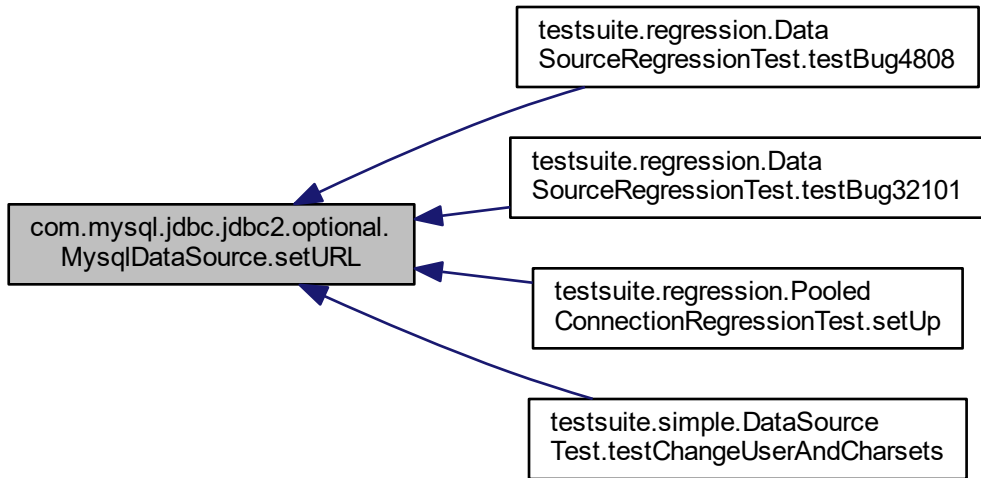 testsuite.regression.Data
SourceRegressionTest.testBug4808
testsuite.regression.Data
SourceRegressionTest.testBug32101
com.mysql.jdbc.jdbc2.optional.
MysqlDataSource.setURL
testsuite.regression.Pooled
ConnectionRegressionTest.setUp
testsuite.simple.DataSource
Test.testChangeUserAndCharsets